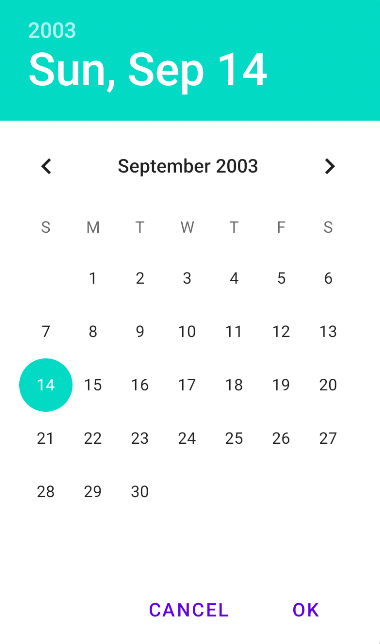 2003
Sun, Sep 14
September 2003
S M T W T F S
1 2 3 4 5 6
7 8 9 10 11 12 13
14 15 16 17 18 19 20
21 22 23 24 25 26 27
28 29 30
CANCEL OK